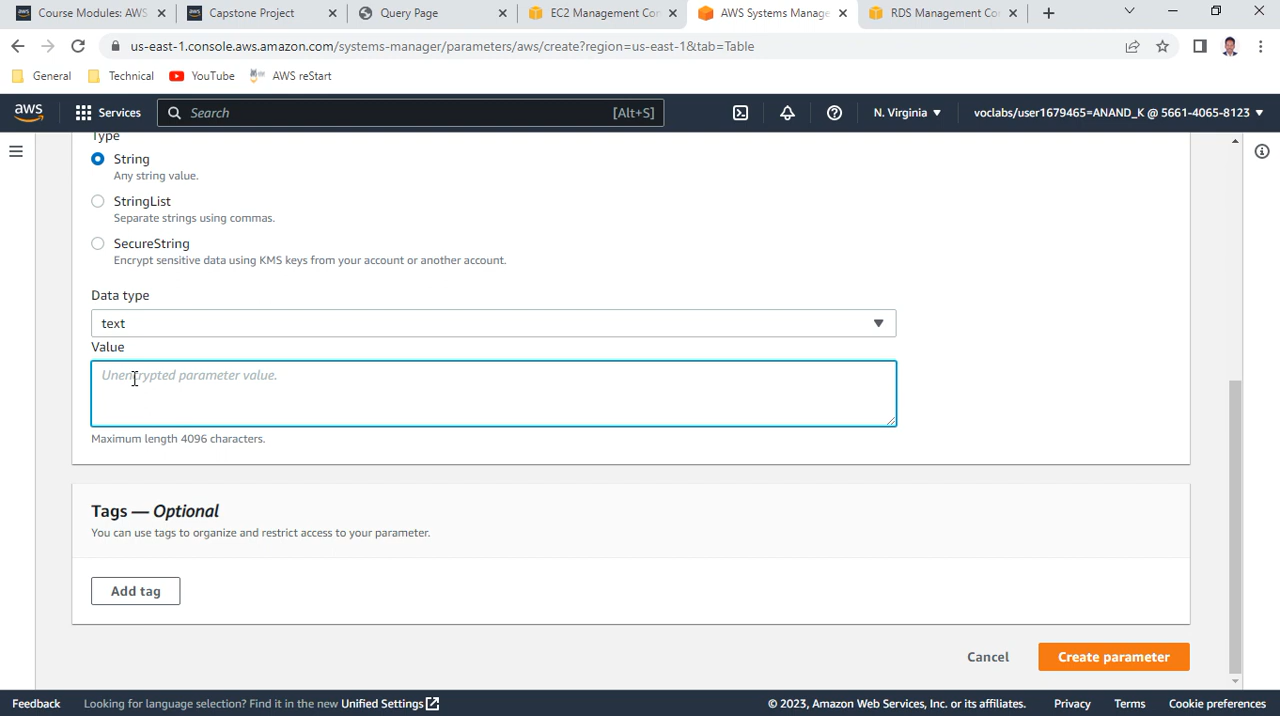 Course Modules: AWS
Capstone Project
Query Page
EC2 Management Co
AWS Systems Manage
RDS Management Co
us-east-1.console.aws.amazon.com/systems-manager/parameters/aws/create?region=us-east-1&tab=Table
General
Technical
YouTube
AWS reStart
aws
Services
Search
[Alt+S]
N. Virginia
voclabs/user1679465=ANAND_K @ 5661-4065-8123
Type
String
Any string value.
StringList
Separate strings using commas.
SecureString
Encrypt sensitive data using KMS keys from your account or another account.
Data type
text
Value
Unencrypted parameter value.
Maximum length 4096 characters.
Tags — Optional
You can use tags to organize and restrict access to your parameter.
Add tag
Cancel
Create parameter
Feedback
Looking for language selection? Find it in the new Unified Settings
© 2023, Amazon Web Services, Inc. or its affiliates.
Privacy
Terms
Cookie preferences